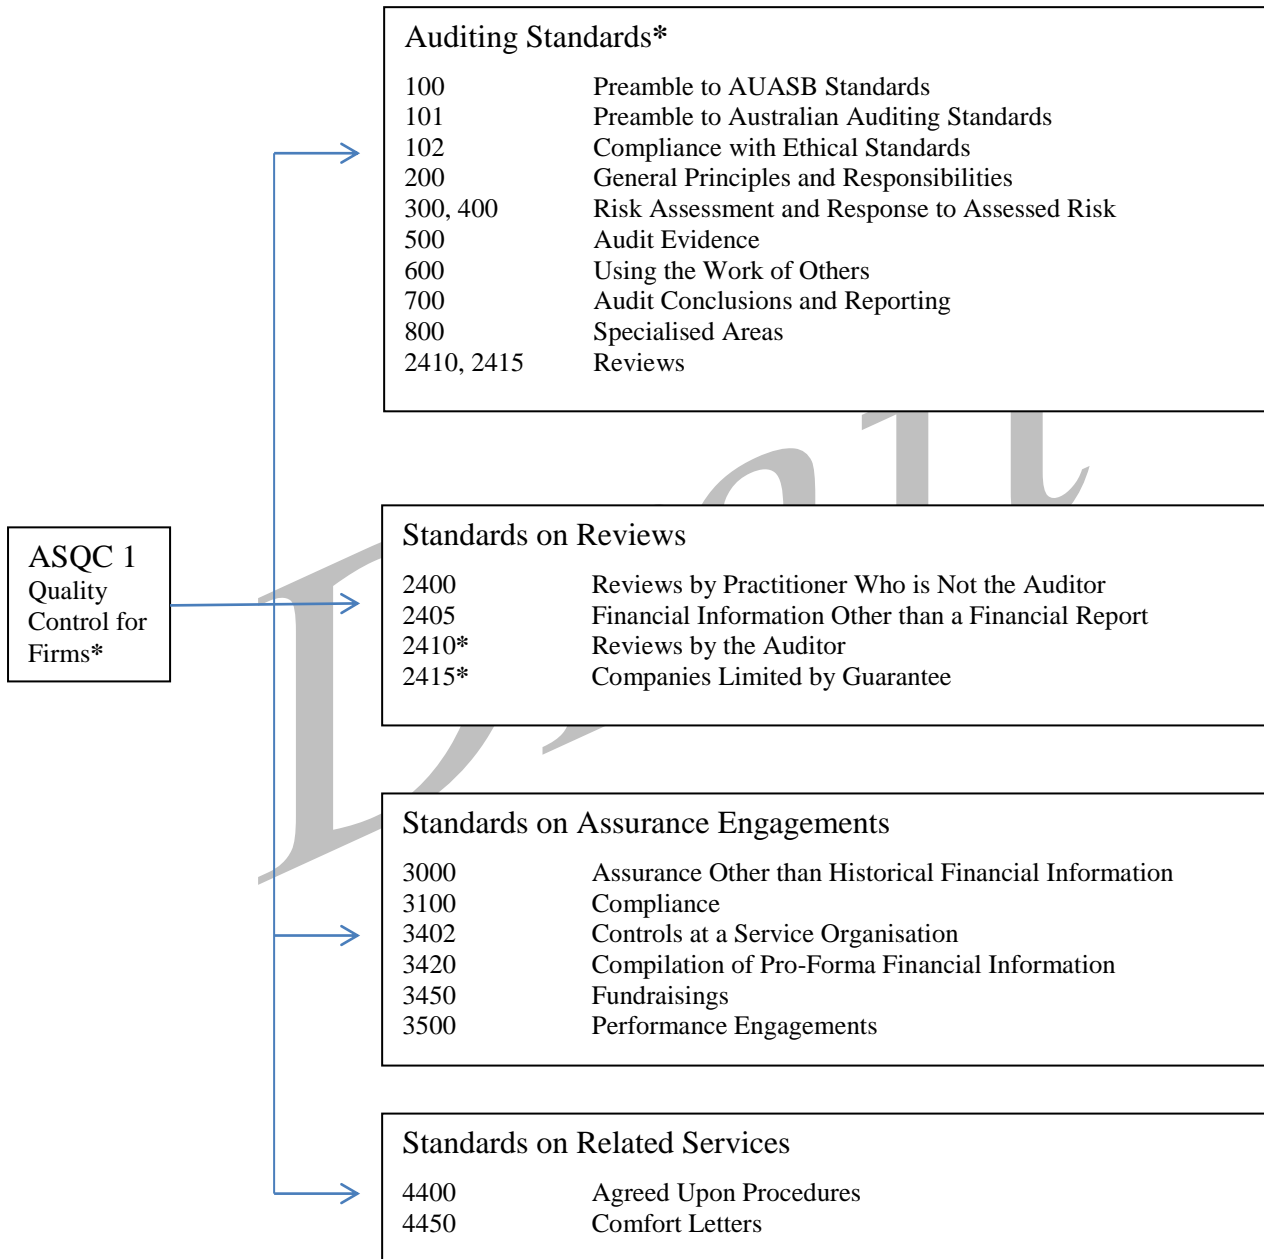 Auditing Standards*
100 Preamble to AUASB Standards
101 Preamble to Australian Auditing Standards
102 Compliance with Ethical Standards
200 General Principles and Responsibilities
300, 400 Risk Assessment and Response to Assessed Risk
500 Audit Evidence
600 Using the Work of Others
700 Audit Conclusions and Reporting
800 Specialised Areas
2410, 2415 Reviews
ASQC 1
Quality
Control for
Firms*
Standards on Reviews
2400 Reviews by Practitioner Who is Not the Auditor
2405 Financial Information Other than a Financial Report
2410* Reviews by the Auditor
2415* Companies Limited by Guarantee
Standards on Assurance Engagements
3000 Assurance Other than Historical Financial Information
3100 Compliance
3402 Controls at a Service Organisation
3420 Compilation of Pro-Forma Financial Information
3450 Fundraisings
3500 Performance Engagements
Standards on Related Services
4400 Agreed Upon Procedures
4450 Comfort Letters